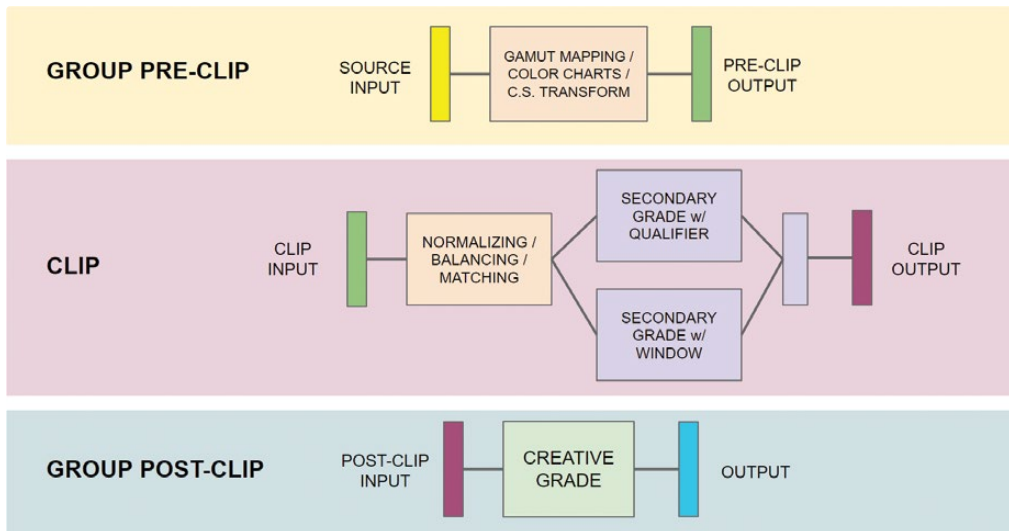 GROUP PRE-CLIP
SOURCE
INPUT
GAMUT MAPPING /
COLOR CHARTS /
C.S. TRANSFORM
PRE-CLIP
OUTPUT
CLIP
CLIP
INPUT
NORMALIZING /
BALANCING /
MATCHING
SECONDARY
GRADE w/
QUALIFIER
SECONDARY
GRADE w/
WINDOW
CLIP
OUTPUT
GROUP POST-CLIP
POST-CLIP
INPUT
CREATIVE
GRADE
OUTPUT